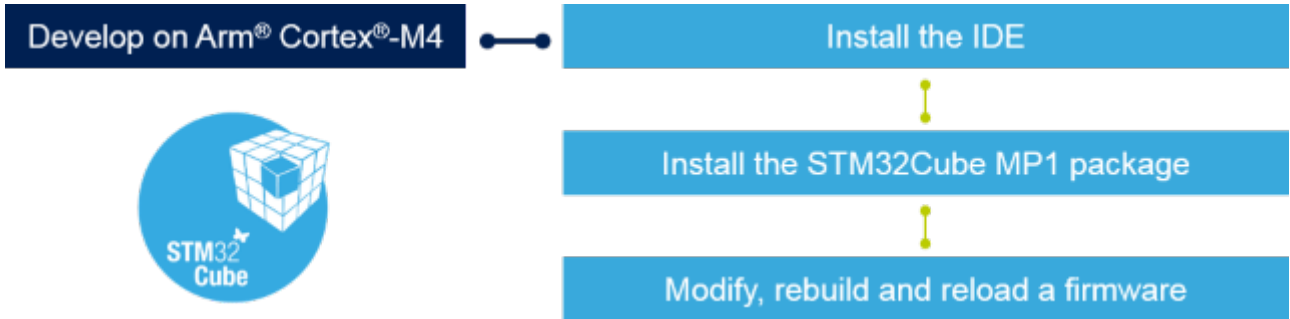 Develop on Arm® Cortex®-M4
Install the IDE
Install the STM32Cube MP1 package
STM32
Cube
Modify, rebuild and reload a firmware